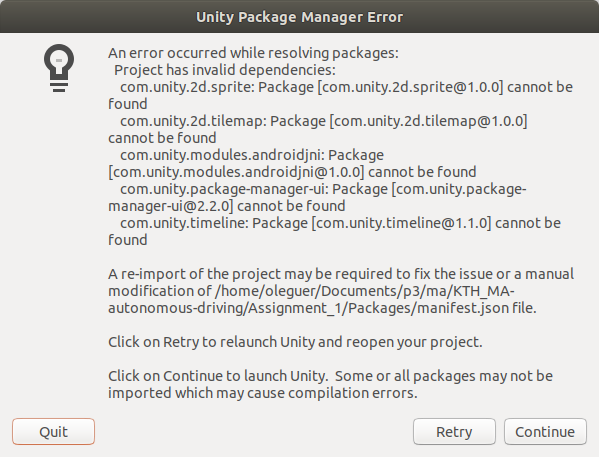 Unity Package Manager Error
An error occurred while resolving packages:
Project has invalid dependencies:
com.unity.2d.sprite: Package [com.unity.2d.sprite@1.0.0] cannot be
found
com.unity.2d.tilemap: Package [com.unity.2d.tilemap@1.0.0]
cannot be found
com.unity.modules.androidjni: Package
[com.unity.modules.androidjni@1.0.0] cannot be found
com.unity.package-manager-ui: Package [com.unity.package-
manager-ui@2.2.0] cannot be found
com.unity.timeline: Package [com.unity.timeline@1.1.0] cannot be
found
A re-import of the project may be required to fix the issue or a manual
modification of /home/oleguer/Documents/p3/ma/KTH_MA-
autonomous-driving/Assignment_1/Packages/manifest.json file.
Click on Retry to relaunch Unity and reopen your project.
Click on Continue to launch Unity.  Some or all packages may not be
imported which may cause compilation errors.
Quit
Retry
Continue